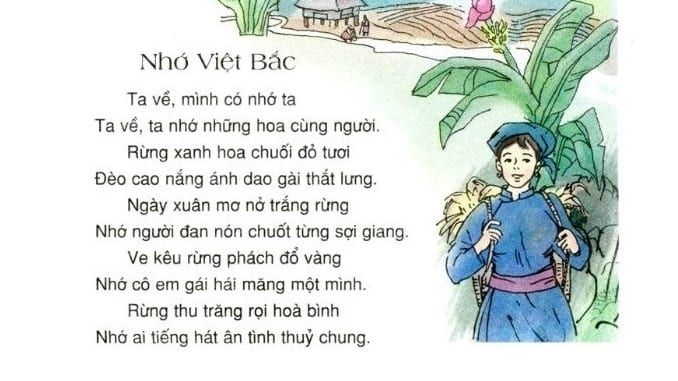 Nhớ Việt Bắc
Ta về, mình có nhớ ta
Ta về, ta nhớ những hoa cùng người.
Rừng xanh hoa chuối đỏ tươi
Đèo cao nắng ánh dao gài thắt lưng.
Ngày xuân mơ nở trắng rừng
Nhớ người đan nón chuốt từng sợi giang.
Ve kêu rừng phách đổ vàng
Nhớ cô em gái hái măng một mình.
Rừng thu trăng rọi hoà bình
Nhớ ai tiếng hát ân tình thuỷ chung.